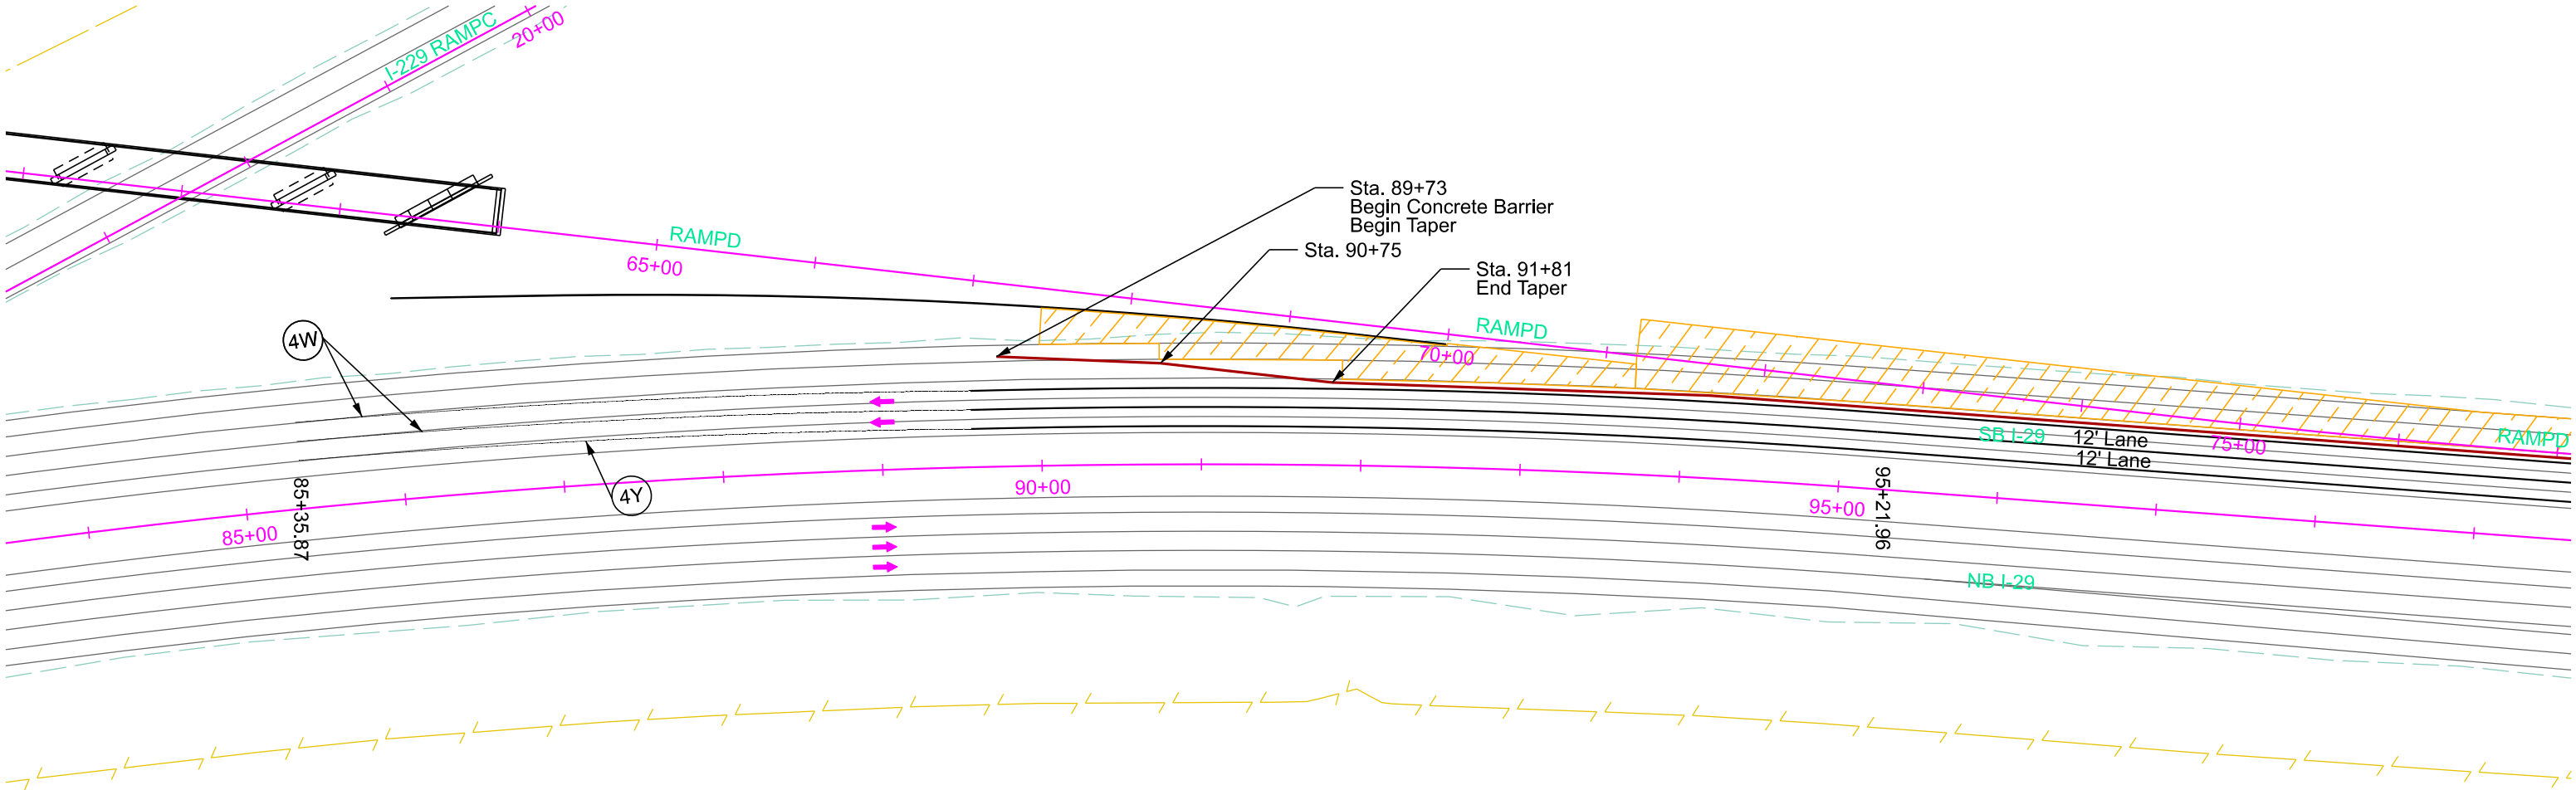 I-229 RAMPC
20+00
Sta. 89+73
Begin Concrete Barrier
Begin Taper
Sta. 90+75
Sta. 91+81
End Taper
RAMPD
65+00
RAMPD
70+00
4W
4Y
85+35.87
85+00
90+00
95+00
95+21.96
SB I-29
12' Lane
12' Lane
75+00
RAMPD
NB I-29